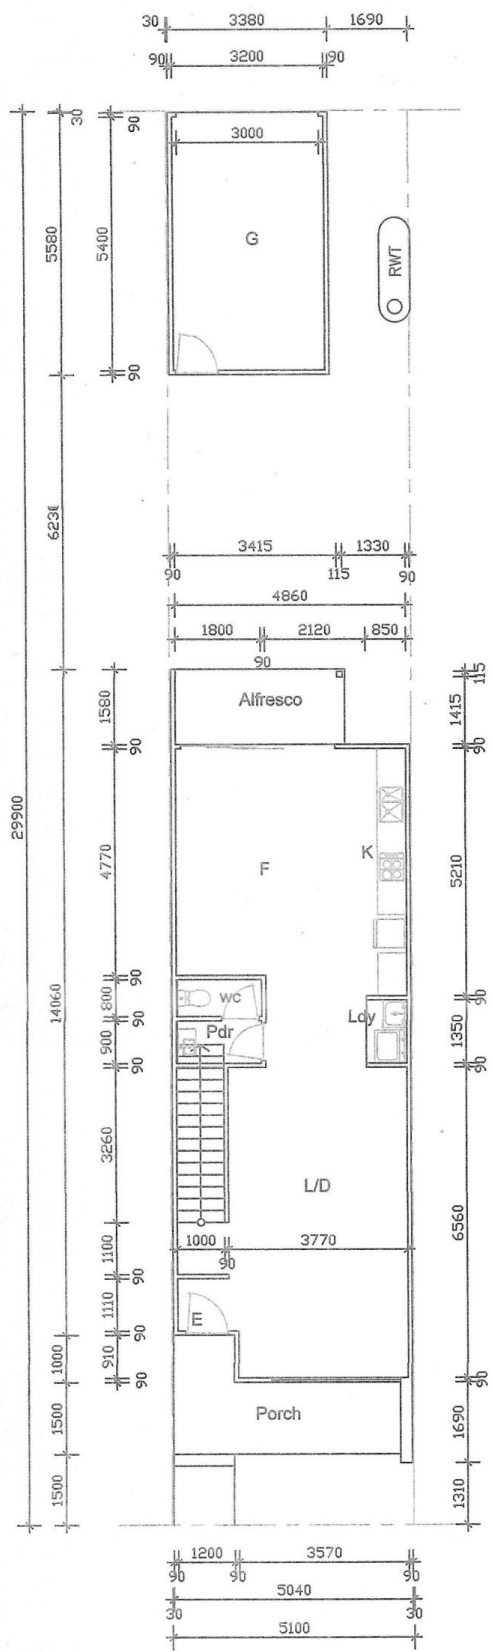 30 3380 1690
90 3200 90
30 90
3000
5580 5400
G
RWT
90
6230
3415 1330
90 115 90
4860
1800 2120 850
90
Alfresco
1580 1415 115
90 90
29900
4770 5210
K
F
90
wc
800 90
90 Ldy
Pdr
14060 900 1350
90 90
3260
L/D
6560
1000 3770
1100 90
90
1110 E
90
1000 910
90 90
Porch
1500 1690
1500 1310
1200 3570
90 90 90
5040
30 30
5100